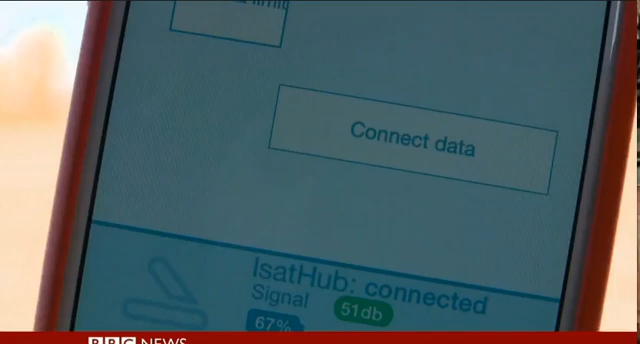 Connect data
IsatHub: connected
Signal
51db
67%
BBC NEWS